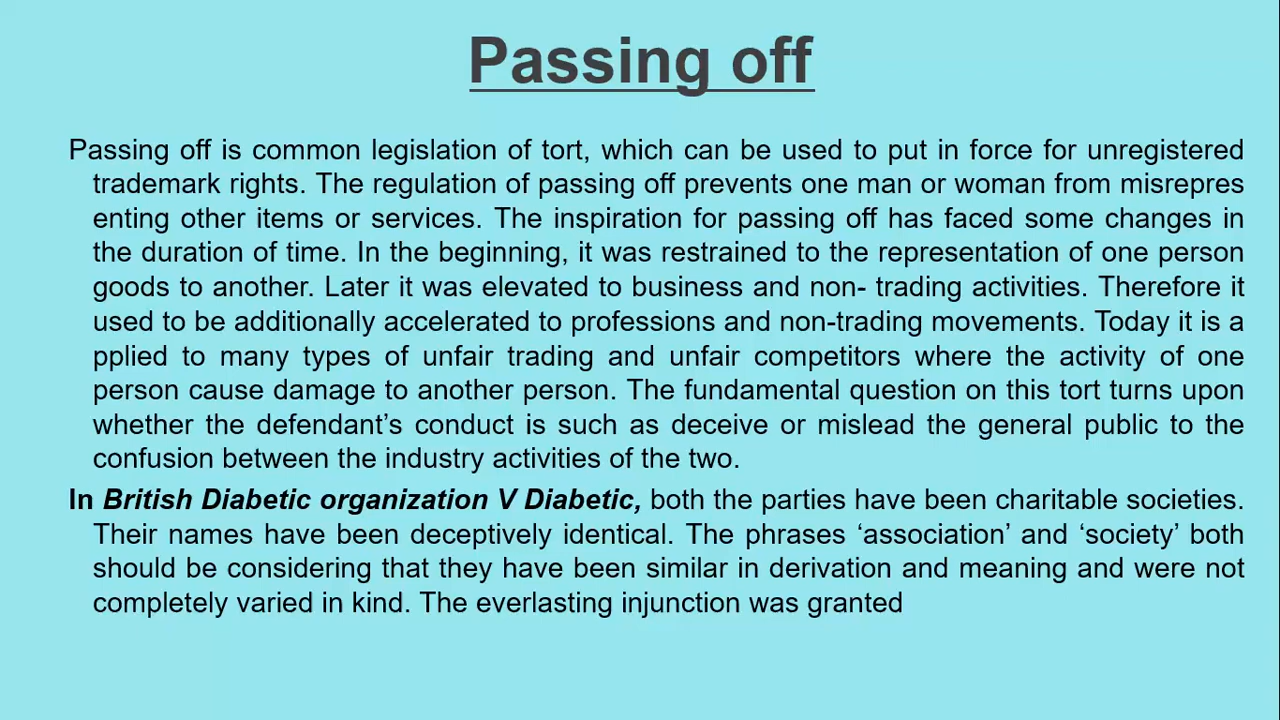 Passing off
Passing off is common legislation of tort, which can be used to put in force for unregistered
trademark rights. The regulation of passing off prevents one man or woman from misrepres
enting other items or services. The inspiration for passing off has faced some changes in
the duration of time. In the beginning, it was restrained to the representation of one person
goods to another. Later it was elevated to business and non- trading activities. Therefore it
used to be additionally accelerated to professions and non-trading movements. Today it is a
pplied to many types of unfair trading and unfair competitors where the activity of one
person cause damage to another person. The fundamental question on this tort turns upon
whether the defendant’s conduct is such as deceive or mislead the general public to the
confusion between the industry activities of the two.
In British Diabetic organization V Diabetic, both the parties have been charitable societies.
Their names have been deceptively identical. The phrases ‘association’ and ‘society’ both
should be considering that they have been similar in derivation and meaning and were not
completely varied in kind. The everlasting injunction was granted